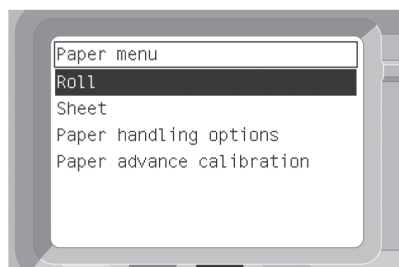 Paper menu
Roll
Sheet
Paper handling options
Paper advance calibration